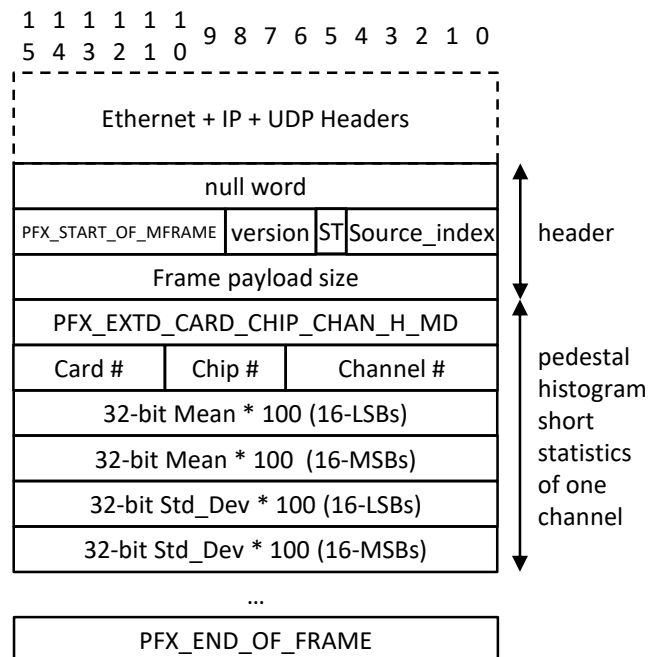 1 1 1 1 1 1 9 8 7 6 5 4 3 2 1 0
5 4 3 2 1 0
Ethernet + IP + UDP Headers
null word
PFX_START_OF_MFRAME version ST Source_index
header
Frame payload size
PFX_EXTD_CARD_CHIP_CHAN_H_MD
Card # Chip # Channel #
32-bit Mean * 100 (16-LSBs)
32-bit Mean * 100 (16-MSBs)
32-bit Std_Dev * 100 (16-LSBs)
32-bit Std_Dev * 100 (16-MSBs)
pedestal
histogram
short
statistics
of one
channel
...
PFX_END_OF_FRAME